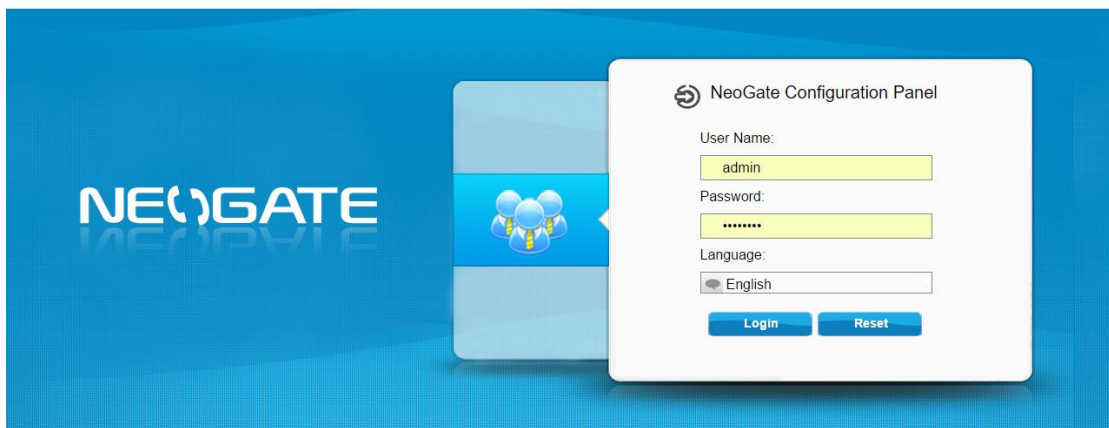 NEOGATE
NeoGate Configuration Panel
User Name:
admin
Password:
••••••••
Language:
English
Login Reset